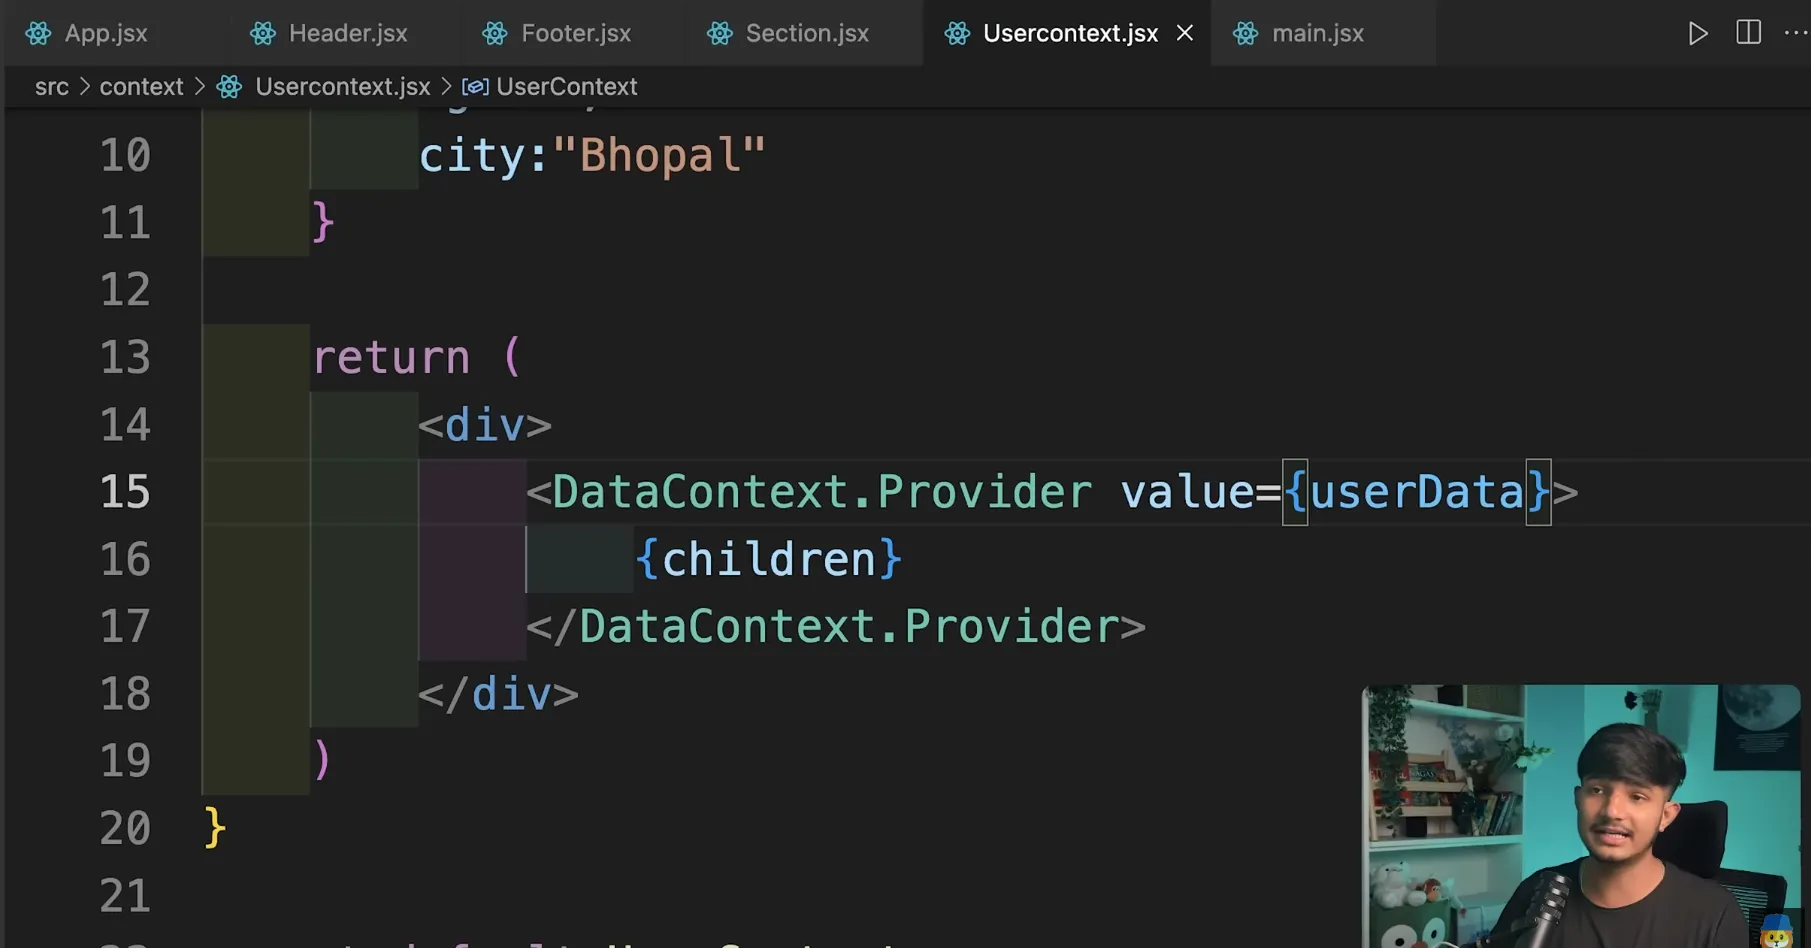 App.jsx Header.jsx Footer.jsx Section.jsx Usercontext.jsx × main.jsx
src > context > Usercontext.jsx > UserContext
10 city:"Bhopal"
11 }
12
13 return (
14 <div>
15 <DataContext.Provider value={userData}>
16 {children}
17 </DataContext.Provider>
18 </div>
19 )
20 }
21